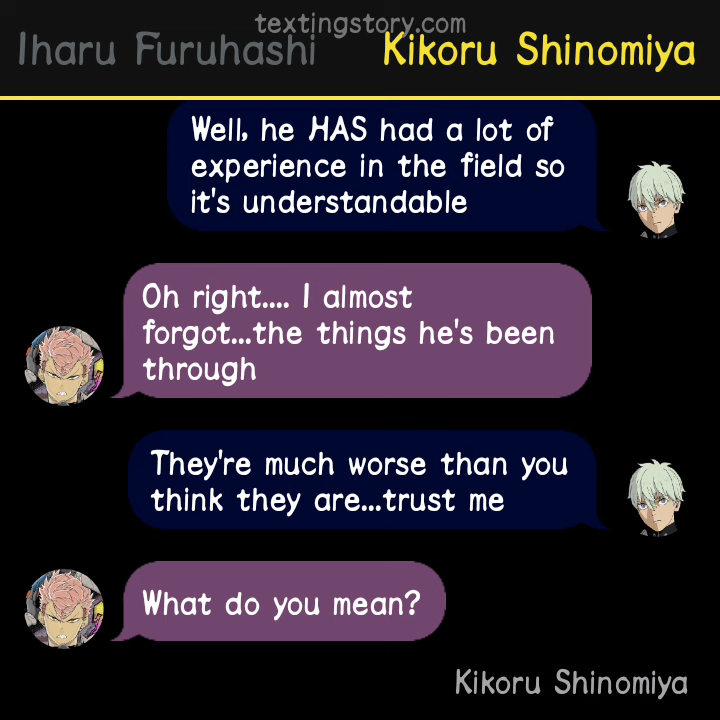 textingstory.com
Iharu Furuhashi Kikoru Shinomiya
Well, he HAS had a lot of
experience in the field so
it's understandable
Oh right.... I almost
forgot...the things he's been
through
They're much worse than you
think they are...trust me
What do you mean?
Kikoru Shinomiya